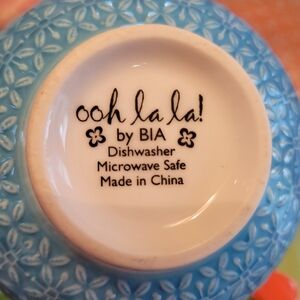 ooh la la!
by BIA
Dishwasher
Microwave Safe
Made in China